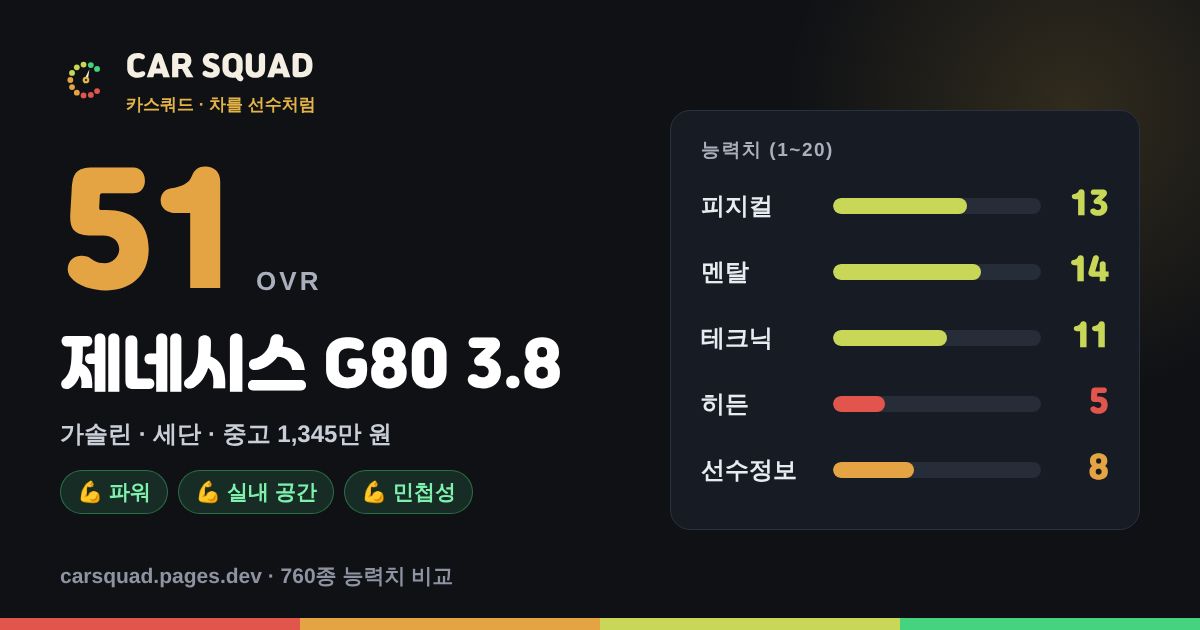 CAR SQUAD
카스쿼드 · 차를 선수처럼
51 OVR
제네시스 G80 3.8
가솔린 · 세단 · 중고 1,345만 원
💪 파워
💪 실내 공간
💪 민첩성
carsquad.pages.dev · 760종 능력치 비교
능력치 (1~20)
피지컬 13
멘탈 14
테크닉 11
히든 5
선수정보 8